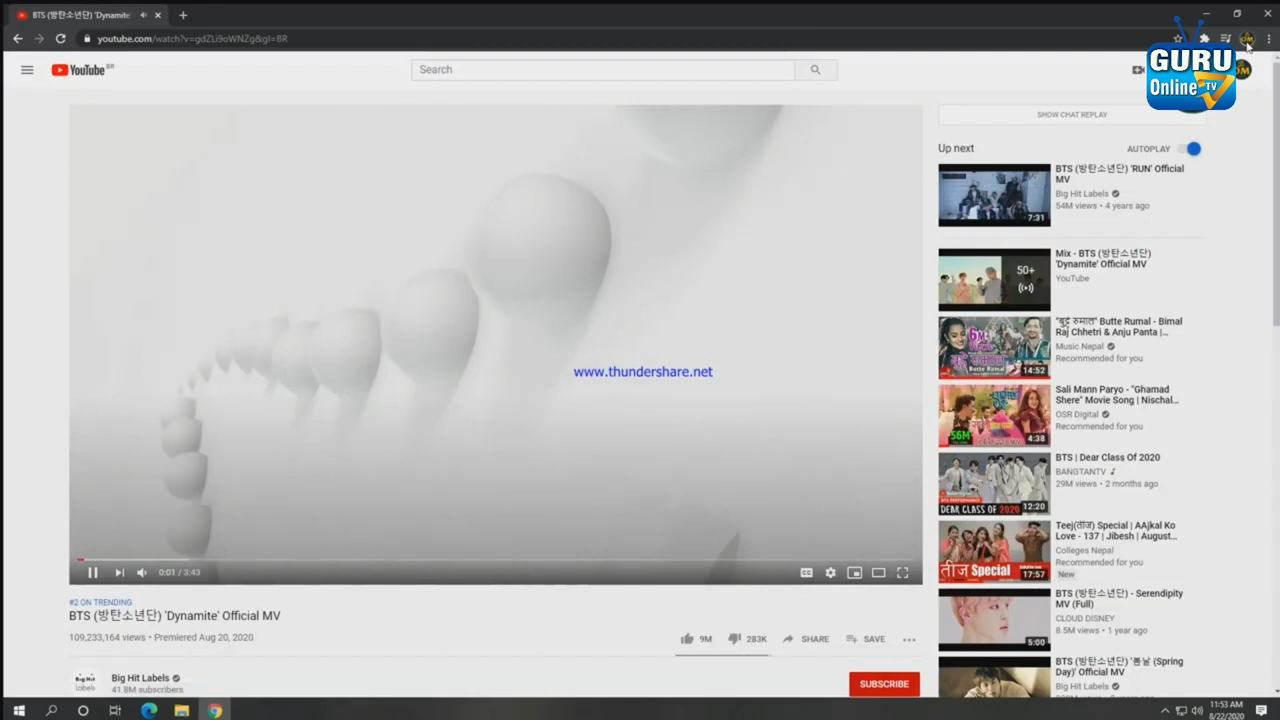 BTS (방탄소년단) 'Dynamite'
youtube.com/watch?v=gdZLi9oWNZg&gl=BR
YouTube BR
Search
GURU
Online TV
SHOW CHAT REPLAY
Up next
AUTOPLAY
BTS (방탄소년단) 'RUN' Official
MV
Big Hit Labels
54M views • 4 years ago
7:31
Mix - BTS (방탄소년단)
'Dynamite' Official MV
YouTube
50+
"बुट्टे रुमाल" Butte Rumal - Bimal
Raj Chhetri & Anju Panta |...
Music Nepal
Recommended for you
14:52
Sali Mann Paryo - "Ghamad
Shere" Movie Song | Nischal...
OSR Digital
Recommended for you
56M
4:38
BTS | Dear Class Of 2020
BANGTANTV
29M views • 2 months ago
DEAR CLASS OF 2020
12:20
Teej(तीज) Special | AAjkal Ko
Love - 137 | Jibesh | August...
Colleges Nepal
Recommended for you
New
तीज Special
17:57
BTS (방탄소년단) - Serendipity
MV (Full)
CLOUD DISNEY
8.5M views • 1 year ago
5:00
BTS (방탄소년단) '봄날 (Spring
Day)' Official MV
Big Hit Labels
www.thundershare.net
0:01 / 3:43
#2 ON TRENDING
BTS (방탄소년단) 'Dynamite' Official MV
109,233,164 views • Premiered Aug 20, 2020
9M
283K
SHARE
SAVE
Big Hit Labels
41.8M subscribers
SUBSCRIBE
11:53 AM
8/22/2020